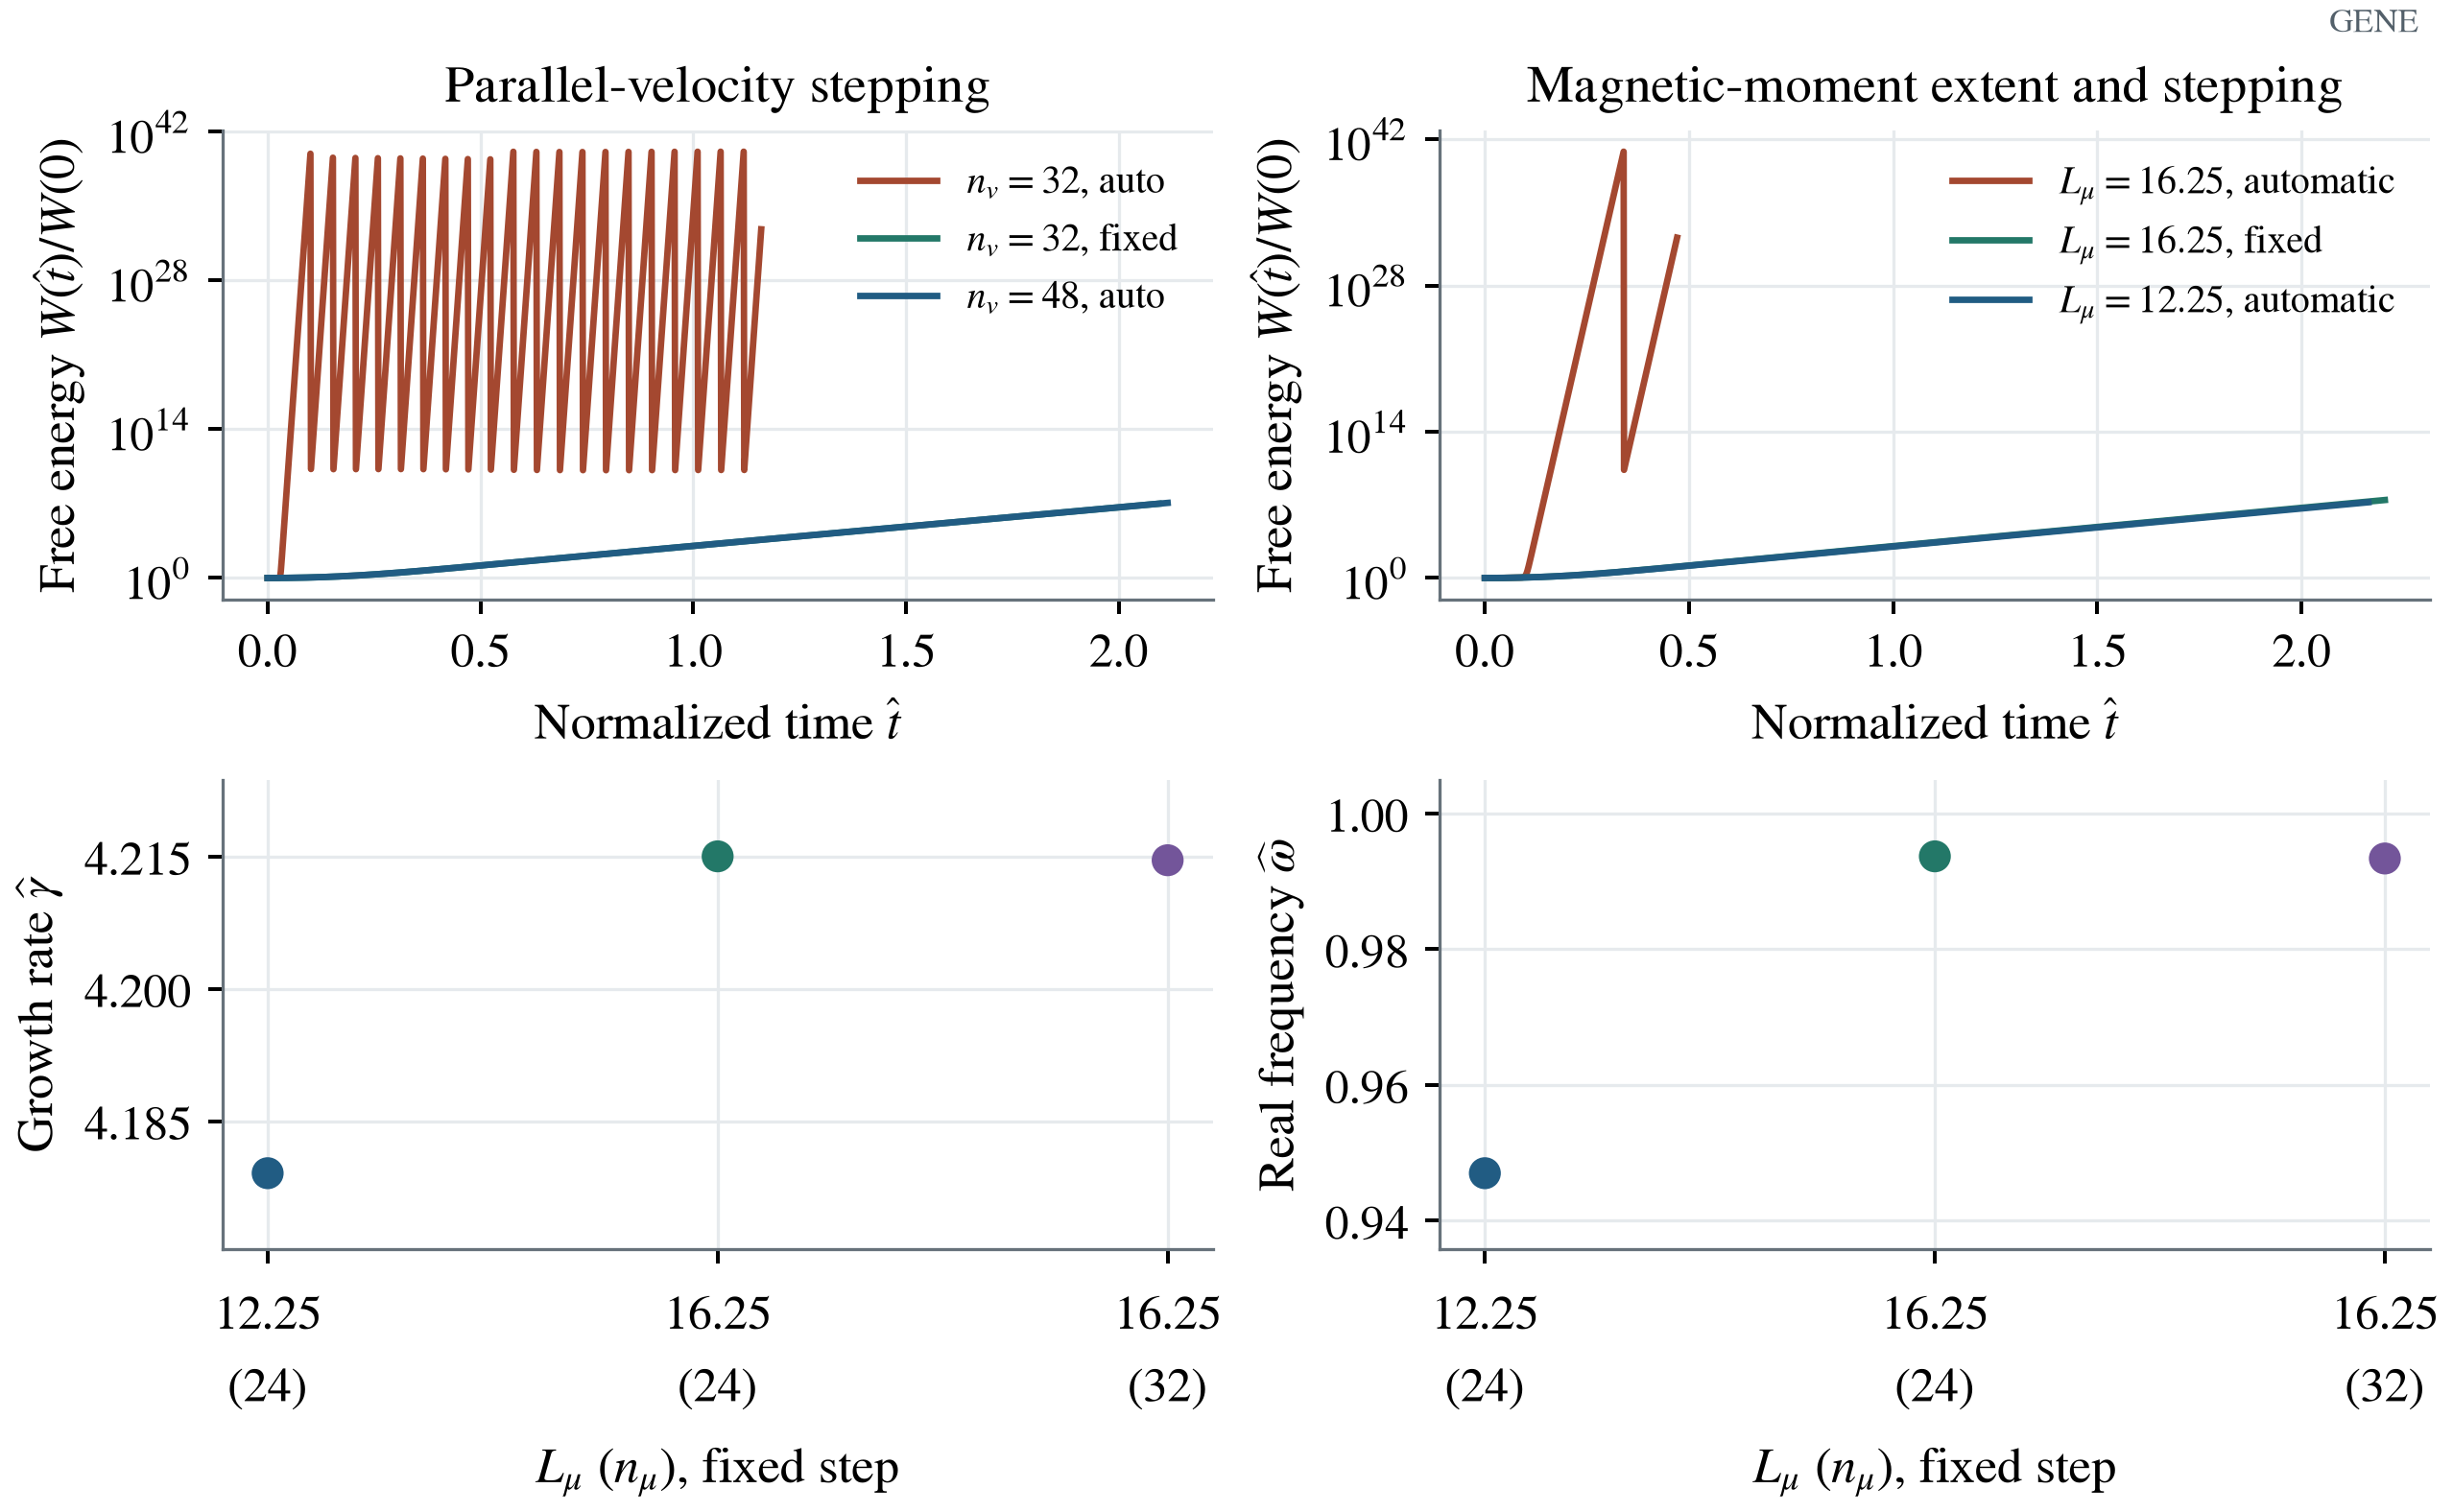 GENE
Parallel-velocity stepping
Free energy W(t̂)/W(0)
10^42
10^28
10^14
10^0
n_v = 32, auto
n_v = 32, fixed
n_v = 48, auto
0.0 0.5 1.0 1.5 2.0
Normalized time t̂
Magnetic-moment extent and stepping
Free energy W(t̂)/W(0)
10^42
10^28
10^14
10^0
L_μ = 16.25, automatic
L_μ = 16.25, fixed
L_μ = 12.25, automatic
0.0 0.5 1.0 1.5 2.0
Normalized time t̂
Growth rate γ̂
4.215
4.200
4.185
12.25 16.25 16.25
(24) (24) (32)
L_μ (n_μ), fixed step
Real frequency ω̂
1.00
0.98
0.96
0.94
12.25 16.25 16.25
(24) (24) (32)
L_μ (n_μ), fixed step